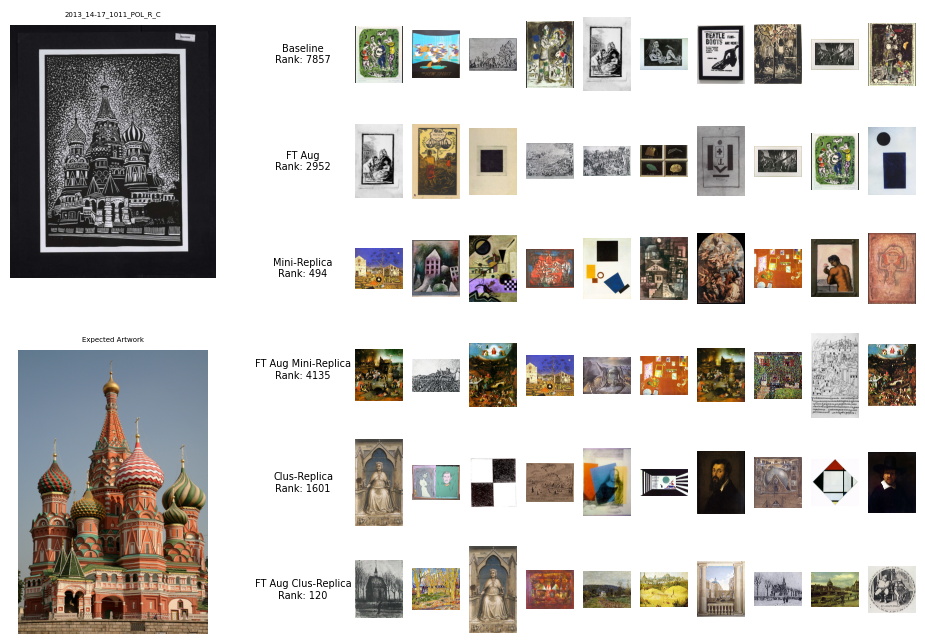 2013_14-17_1011_POL_R_C
Baseline
Rank: 7857
BEATLE
BOOTS
FT Aug
Rank: 2952
Mini-Replica
Rank: 494
Expected Artwork
FT Aug Mini-Replica
Rank: 4135
Clus-Replica
Rank: 1601
FT Aug Clus-Replica
Rank: 120